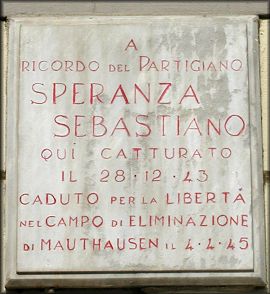 A
RICORDO DEL PARTIGIANO
SPERANZA
SEBASTIANO
QUI CATTURATO
IL 28·12·43
CADUTO PER LA LIBERTÀ
NEL CAMPO DI ELIMINAZIONE
DI MAUTHAUSEN IL 4·4·45